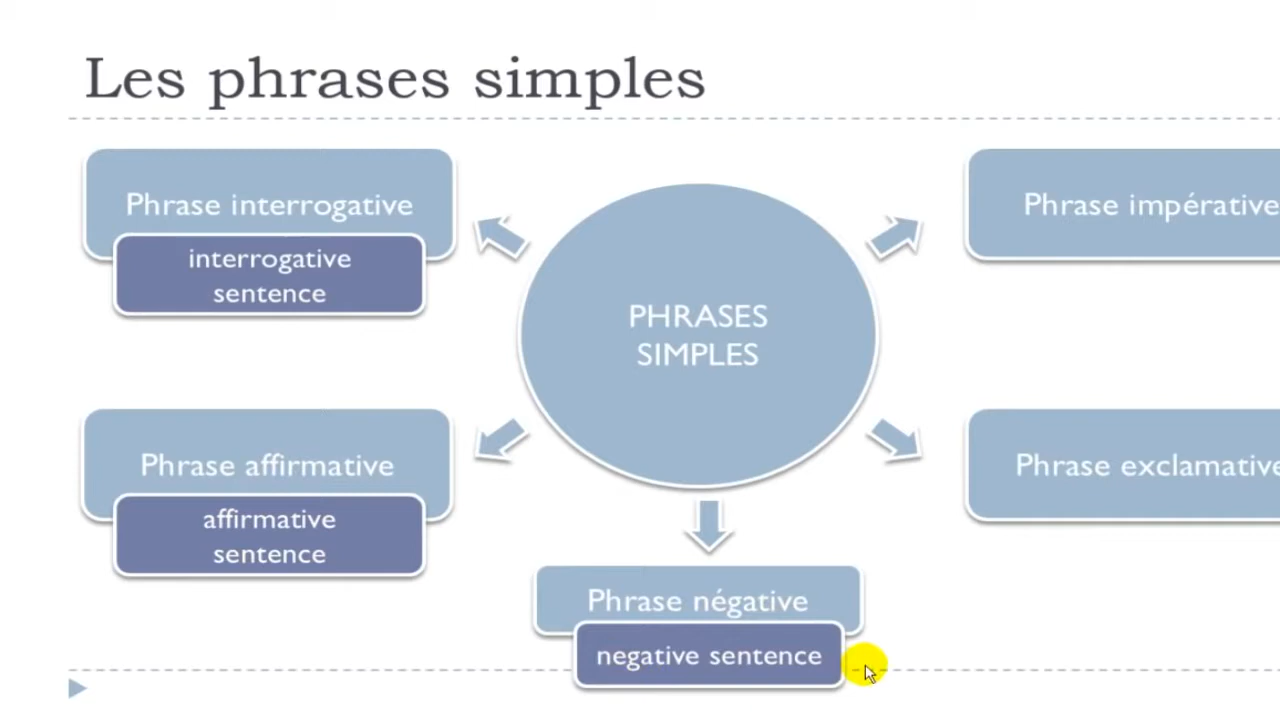 Les phrases simples
Phrase interrogative
interrogative
sentence
Phrase impérative
PHRASES
SIMPLES
Phrase affirmative
affirmative
sentence
Phrase exclamative
Phrase négative
negative sentence